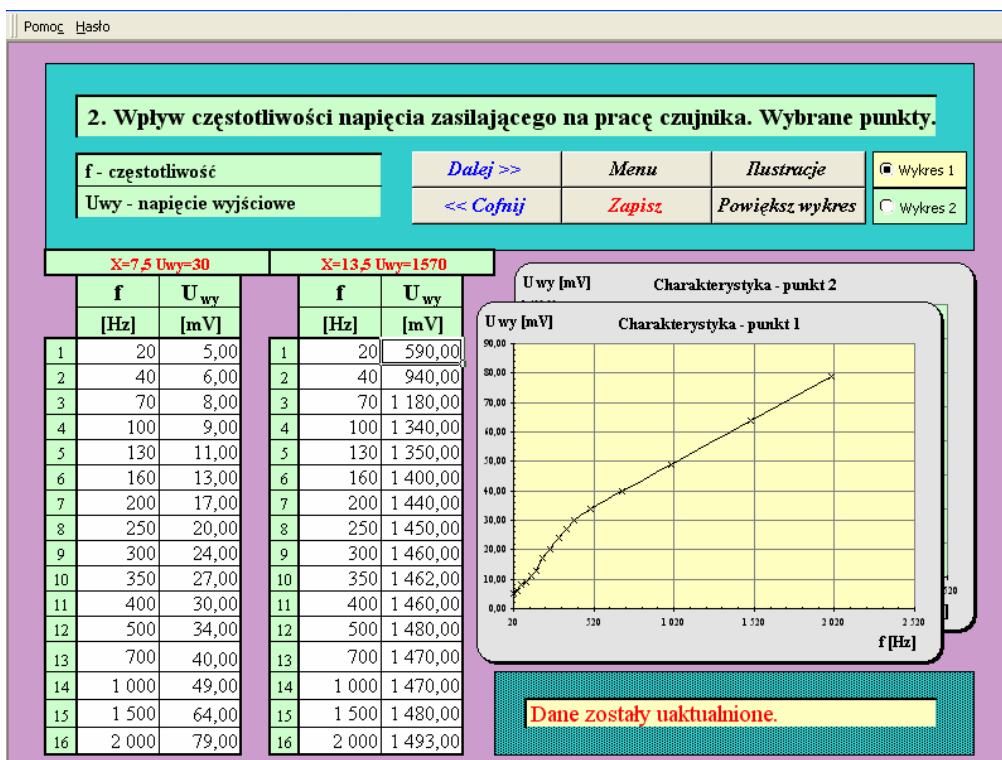 Pomoc Hasło
2. Wpływ częstotliwości napięcia zasilającego na pracę czujnika. Wybrane punkty.
f - częstotliwość
Uwy - napięcie wyjściowe
Dalej >> Menu Ilustracje Wykres 1
<< Cofnij Zapisz Powiększ wykres Wykres 2
X=7,5 Uwy=30 X=13,5 Uwy=1570
f Uwy f Uwy
[Hz] [mV] [Hz] [mV]
1 20 5,00 1 20 590,00
2 40 6,00 2 40 940,00
3 70 8,00 3 70 1 180,00
4 100 9,00 4 100 1 340,00
5 130 11,00 5 130 1 350,00
6 160 13,00 6 160 1 400,00
7 200 17,00 7 200 1 440,00
8 250 20,00 8 250 1 450,00
9 300 24,00 9 300 1 460,00
10 350 27,00 10 350 1 462,00
11 400 30,00 11 400 1 460,00
12 500 34,00 12 500 1 480,00
13 700 40,00 13 700 1 470,00
14 1 000 49,00 14 1 000 1 470,00
15 1 500 64,00 15 1 500 1 480,00
16 2 000 79,00 16 2 000 1 493,00
U wy [mV] Charakterystyka - punkt 2
U wy [mV] Charakterystyka - punkt 1
90,00
80,00
70,00
60,00
50,00
40,00
30,00
20,00
10,00
0,00
20 520 1 020 1 520 2 020 2 520
f [Hz]
Dane zostały uaktualnione.